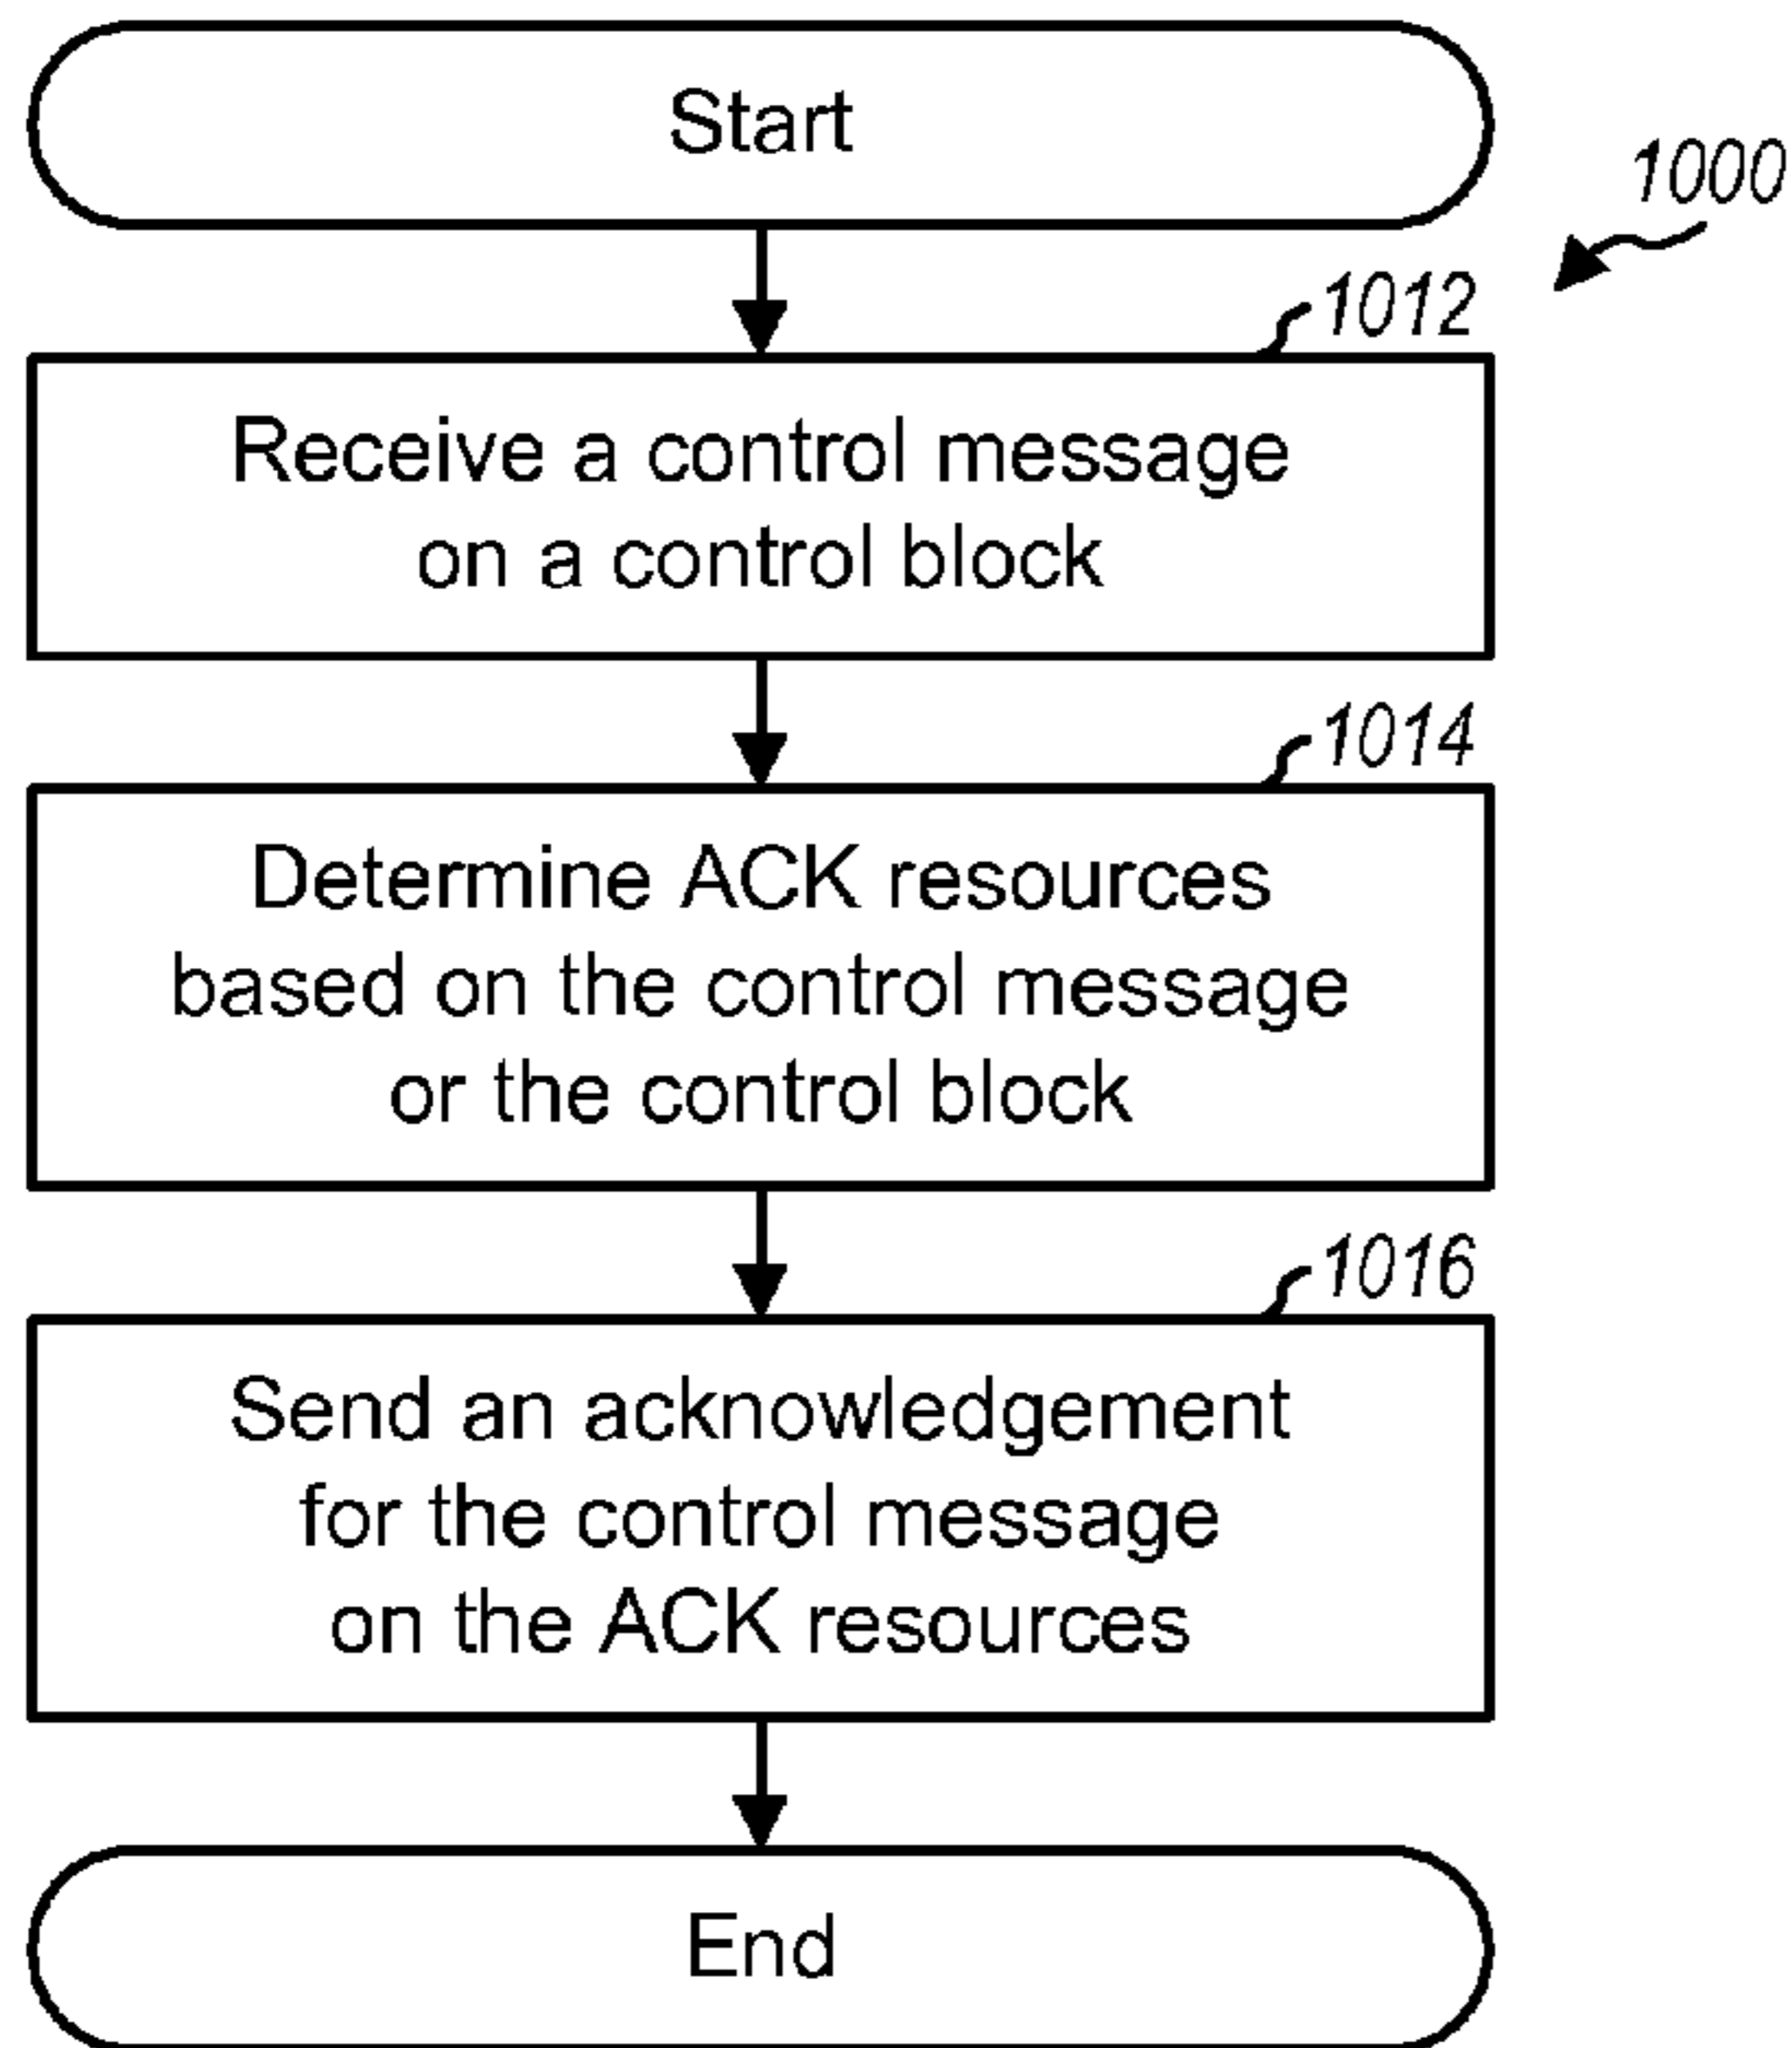 Start
1000
1012
Receive a control message
on a control block
1014
Determine ACK resources
based on the control message
or the control block
1016
Send an acknowledgement
for the control message
on the ACK resources
End